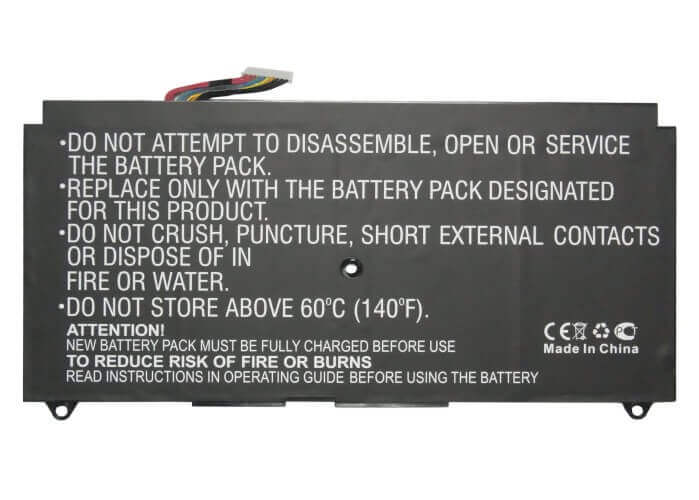 •DO NOT ATTEMPT TO DISASSEMBLE, OPEN OR SERVICE
THE BATTERY PACK.
•REPLACE ONLY WITH THE BATTERY PACK DESIGNATED
FOR THIS PRODUCT.
•DO NOT CRUSH, PUNCTURE, SHORT EXTERNAL CONTACTS
OR DISPOSE OF IN
FIRE OR WATER.
•DO NOT STORE ABOVE 60°C (140°F).
ATTENTION!
NEW BATTERY PACK MUST BE FULLY CHARGED BEFORE USE
TO REDUCE RISK OF FIRE OR BURNS
READ INSTRUCTIONS IN OPERATING GUIDE BEFORE USING THE BATTERY
CE
Made In China